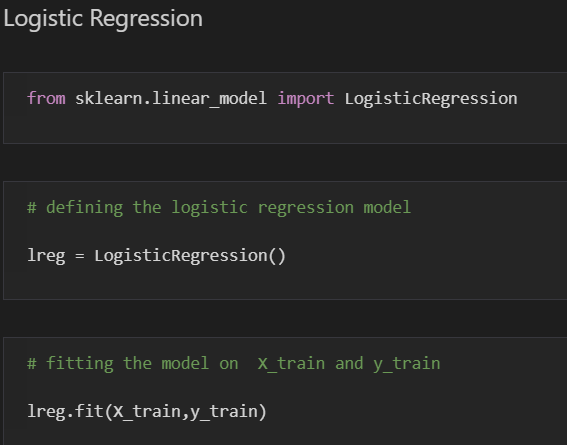 Logistic Regression
from sklearn.linear_model import LogisticRegression
# defining the logistic regression model
lreg = LogisticRegression()
# fitting the model on  X_train and y_train
lreg.fit(X_train,y_train)